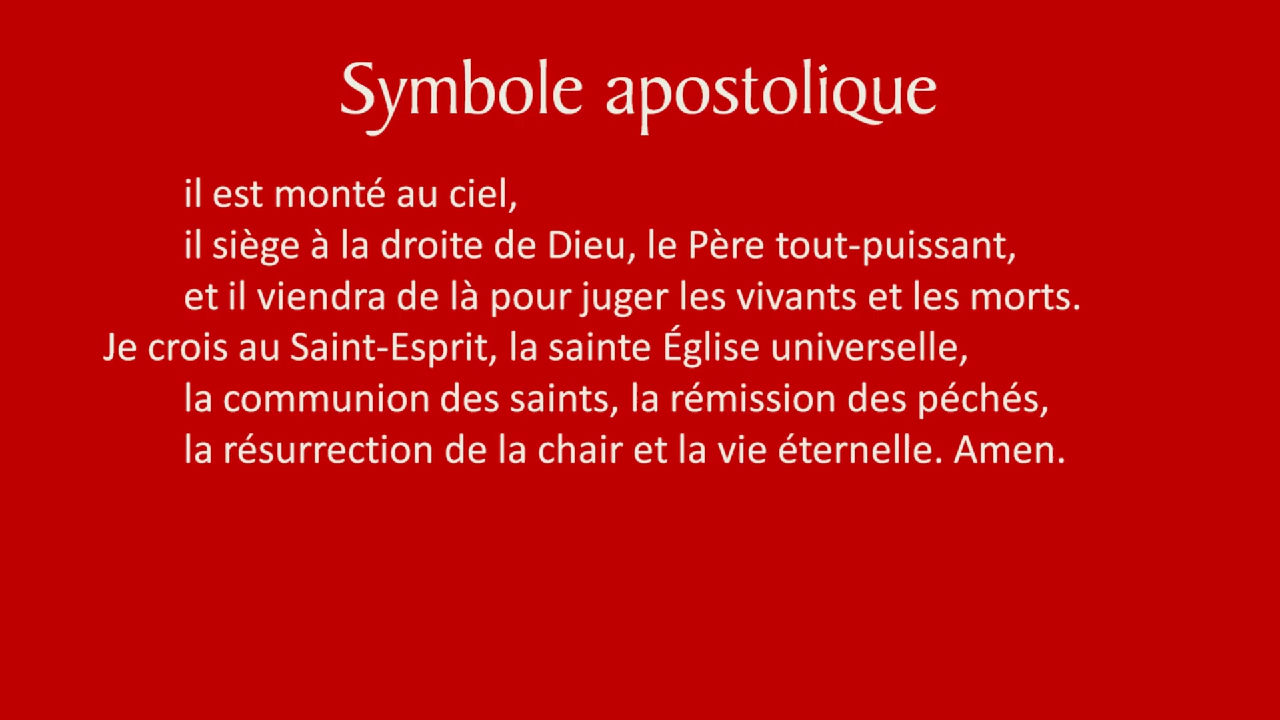 Symbole apostolique
il est monté au ciel,
il siège à la droite de Dieu, le Père tout-puissant,
et il viendra de là pour juger les vivants et les morts.
Je crois au Saint-Esprit, la sainte Église universelle,
la communion des saints, la rémission des péchés,
la résurrection de la chair et la vie éternelle. Amen.